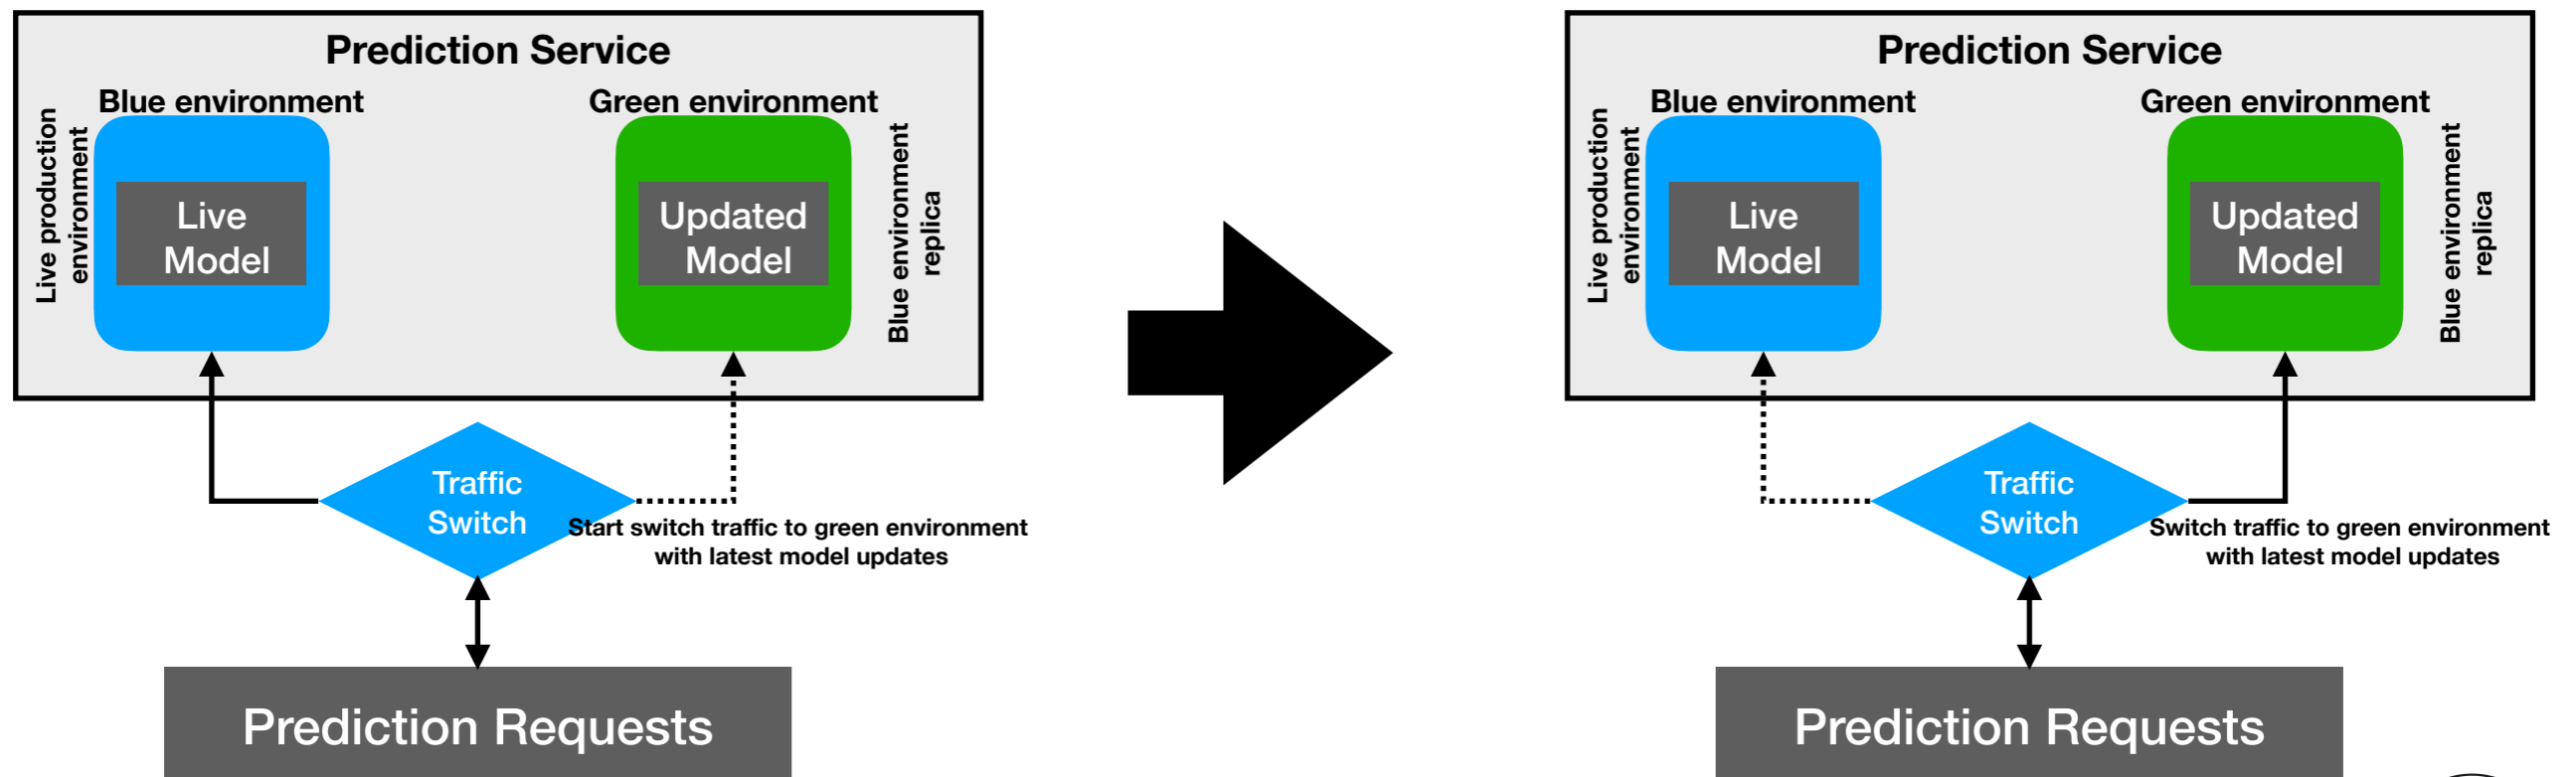 Prediction Service
Blue environment
Green environment
Live production
environment
Live
Model
Updated
Model
Blue environment
replica
Traffic
Switch
Start switch traffic to green environment
with latest model updates
Prediction Requests
Prediction Service
Blue environment
Green environment
Live production
environment
Live
Model
Updated
Model
Blue environment
replica
Traffic
Switch
Switch traffic to green environment
with latest model updates
Prediction Requests